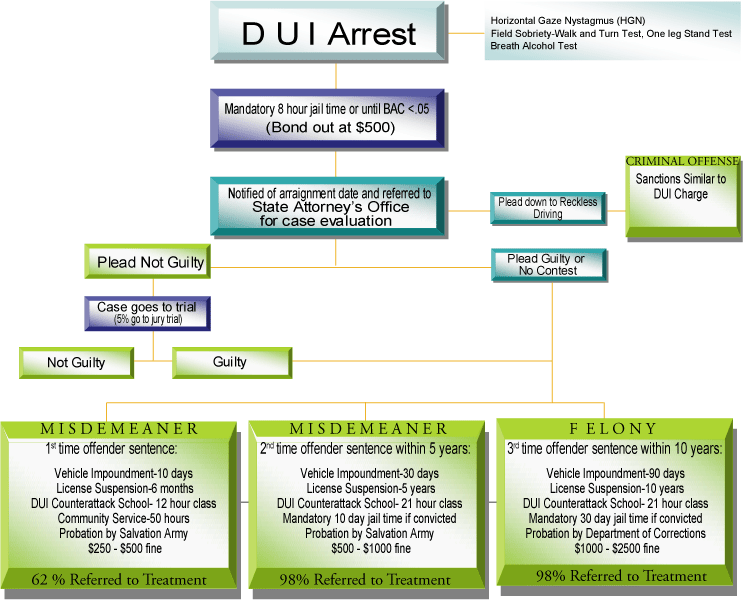 D U I Arrest
Horizontal Gaze Nystagmus (HGN)
Field Sobriety-Walk and Turn Test, One leg Stand Test
Breath Alcohol Test
Mandatory 8 hour jail time or until BAC <.05
(Bond out at $500)
Notified of arraignment date and referred to
State Attorney's Office
for case evaluation
Plead down to Reckless
Driving
CRIMINAL OFFENSE
Sanctions Similar to
DUI Charge
Plead Not Guilty
Plead Guilty or
No Contest
Case goes to trial
(5% go to jury trial)
Not Guilty
Guilty
MISDEMEANER
1st time offender sentence:
Vehicle Impoundment-10 days
License Suspension-6 months
DUI Counterattack School- 12 hour class
Community Service-50 hours
Probation by Salvation Army
$250 - $500 fine
62 % Referred to Treatment
MISDEMEANER
2nd time offender sentence within 5 years:
Vehicle Impoundment-30 days
License Suspension-5 years
DUI Counterattack School- 21 hour class
Mandatory 10 day jail time if convicted
Probation by Salvation Army
$500 - $1000 fine
98% Referred to Treatment
FELONY
3rd time offender sentence within 10 years:
Vehicle Impoundment-90 days
License Suspension-10 years
DUI Counterattack School- 21 hour class
Mandatory 30 day jail time if convicted
Probation by Department of Corrections
$1000 - $2500 fine
98% Referred to Treatment